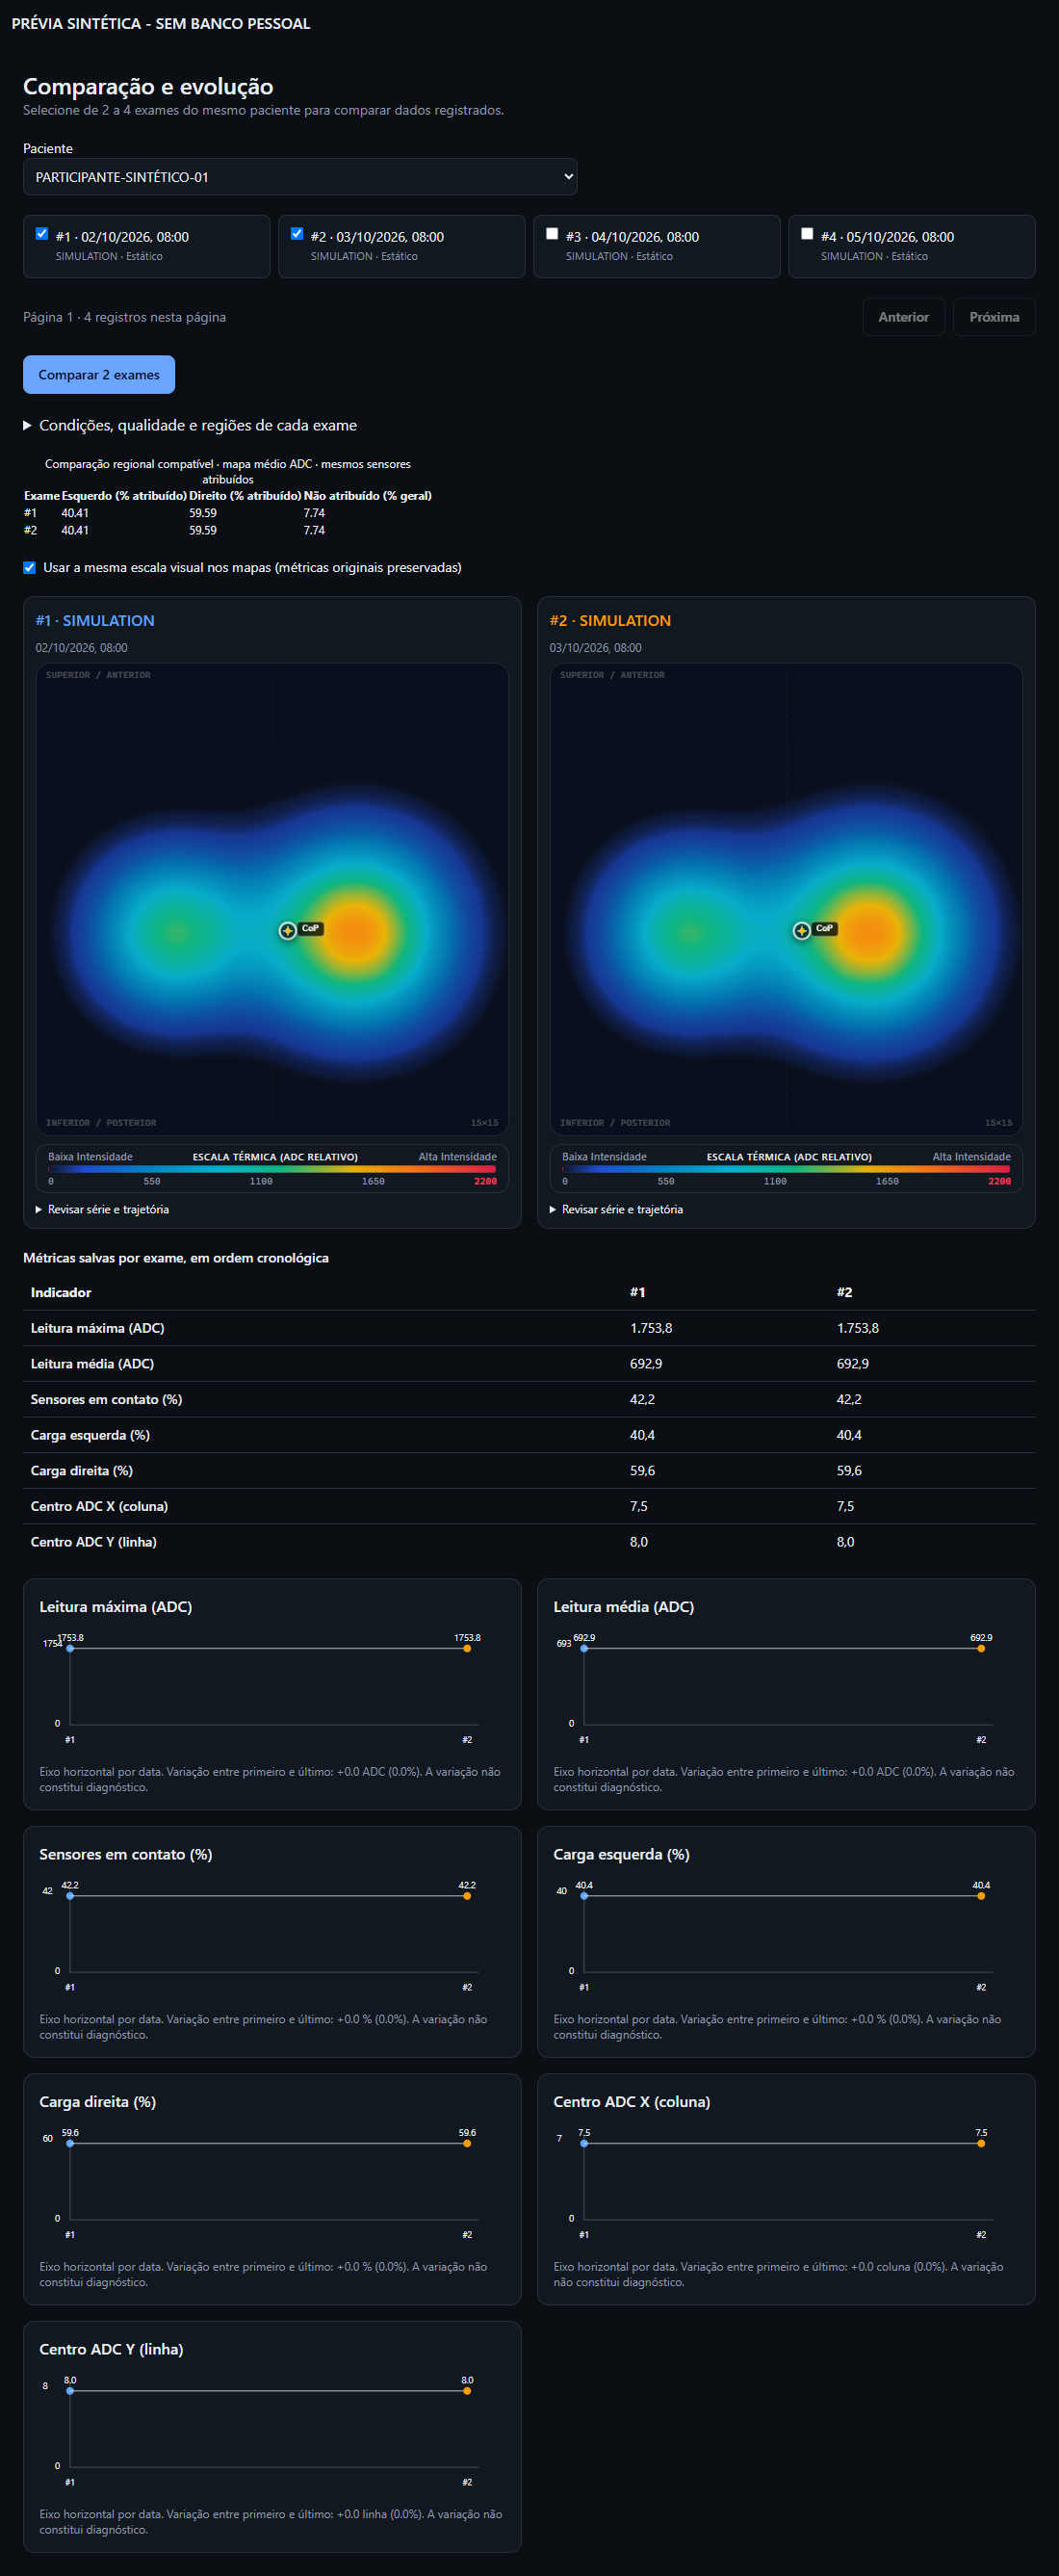 PRÉVIA SINTÉTICA - SEM BANCO PESSOAL
Comparação e evolução
Selecione de 2 a 4 exames do mesmo paciente para comparar dados registrados.
Paciente
PARTICIPANTE-SINTÉTICO-01
#1 · 02/10/2026, 08:00
SIMULATION · Estático
#2 · 03/10/2026, 08:00
SIMULATION · Estático
#3 · 04/10/2026, 08:00
SIMULATION · Estático
#4 · 05/10/2026, 08:00
SIMULATION · Estático
Página 1 · 4 registros nesta página
Anterior
Próxima
Comparar 2 exames
Condições, qualidade e regiões de cada exame
Comparação regional compatível · mapa médio ADC · mesmos sensores
atribuídos
Exame Esquerdo (% atribuído) Direito (% atribuído) Não atribuído (% geral)
#1 40.41 59.59 7.74
#2 40.41 59.59 7.74
Usar a mesma escala visual nos mapas (métricas originais preservadas)
#1 · SIMULATION
02/10/2026, 08:00
SUPERIOR / ANTERIOR
CoP
INFERIOR / POSTERIOR
15×15
Baixa Intensidade ESCALA TÉRMICA (ADC RELATIVO) Alta Intensidade
0 550 1100 1650 2200
Revisar série e trajetória
#2 · SIMULATION
03/10/2026, 08:00
SUPERIOR / ANTERIOR
CoP
INFERIOR / POSTERIOR
15×15
Baixa Intensidade ESCALA TÉRMICA (ADC RELATIVO) Alta Intensidade
0 550 1100 1650 2200
Revisar série e trajetória
Métricas salvas por exame, em ordem cronológica
Indicador #1 #2
Leitura máxima (ADC) 1.753,8 1.753,8
Leitura média (ADC) 692,9 692,9
Sensores em contato (%) 42,2 42,2
Carga esquerda (%) 40,4 40,4
Carga direita (%) 59,6 59,6
Centro ADC X (coluna) 7,5 7,5
Centro ADC Y (linha) 8,0 8,0
Leitura máxima (ADC)
1754 1753.8 1753.8
0
#1 #2
Eixo horizontal por data. Variação entre primeiro e último: +0.0 ADC (0.0%). A variação não
constitui diagnóstico.
Leitura média (ADC)
693 692.9 692.9
0
#1 #2
Eixo horizontal por data. Variação entre primeiro e último: +0.0 ADC (0.0%). A variação não
constitui diagnóstico.
Sensores em contato (%)
42 42.2 42.2
0
#1 #2
Eixo horizontal por data. Variação entre primeiro e último: +0.0 % (0.0%). A variação não
constitui diagnóstico.
Carga esquerda (%)
40 40.4 40.4
0
#1 #2
Eixo horizontal por data. Variação entre primeiro e último: +0.0 % (0.0%). A variação não
constitui diagnóstico.
Carga direita (%)
60 59.6 59.6
0
#1 #2
Eixo horizontal por data. Variação entre primeiro e último: +0.0 % (0.0%). A variação não
constitui diagnóstico.
Centro ADC X (coluna)
7 7.5 7.5
0
#1 #2
Eixo horizontal por data. Variação entre primeiro e último: +0.0 coluna (0.0%). A variação
não constitui diagnóstico.
Centro ADC Y (linha)
8 8.0 8.0
0
#1 #2
Eixo horizontal por data. Variação entre primeiro e último: +0.0 linha (0.0%). A variação não
constitui diagnóstico.